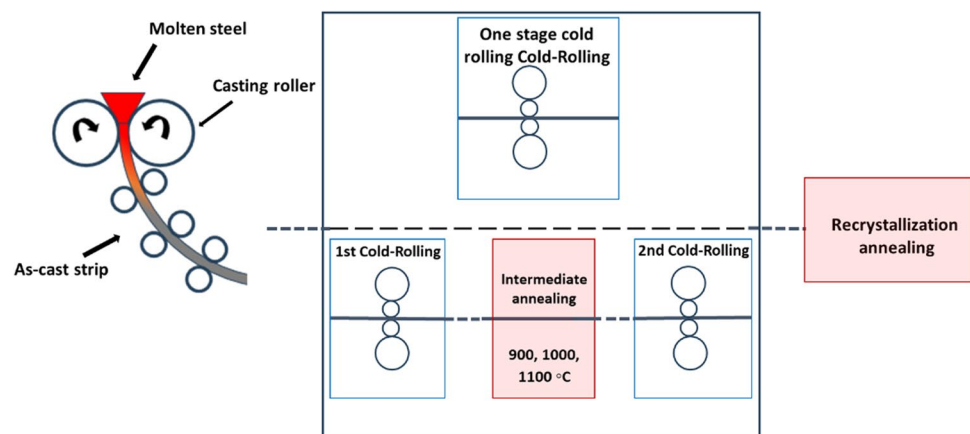 Molten steel
Casting roller
As-cast strip
One stage cold
rolling Cold-Rolling
1st Cold-Rolling
Intermediate
annealing
900, 1000,
1100 °C
2nd Cold-Rolling
Recrystallization
annealing